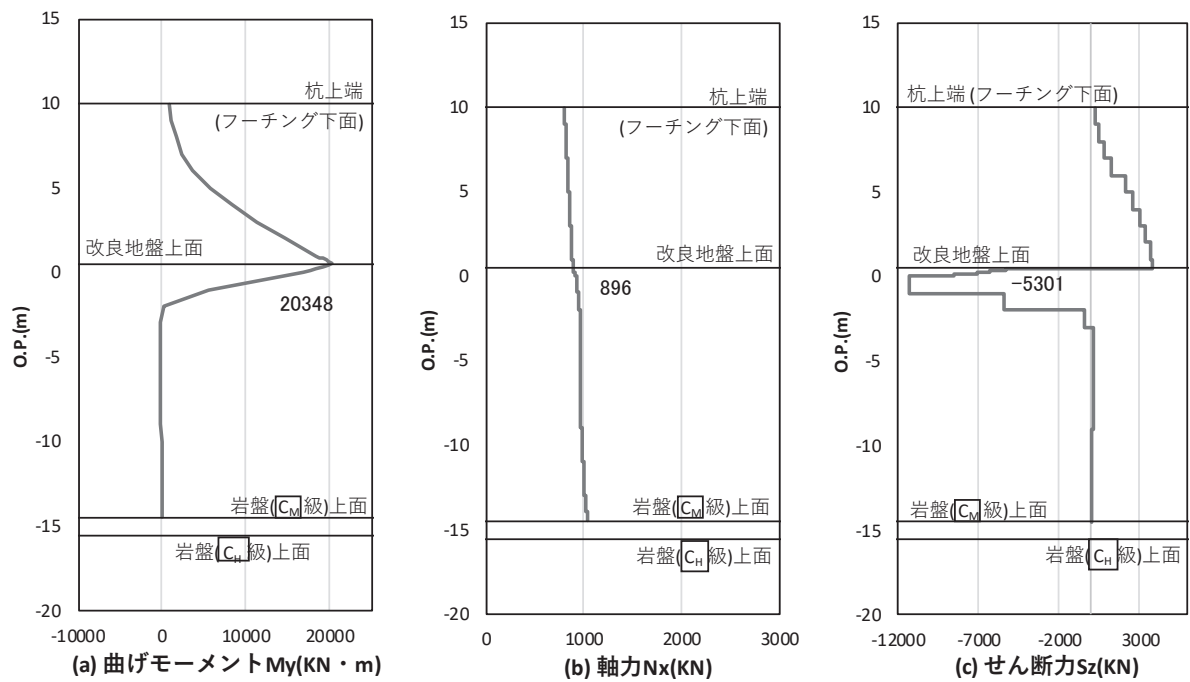 15
10
5
0
-5
-10
-15
-20
O.P.(m)
杭上端
(フーチング下面)
改良地盤上面
20348
岩盤(CM級)上面
岩盤(CH級)上面
-10000 0 10000 20000
(a) 曲げモーメントMy(KN・m)
15
10
5
0
-5
-10
-15
-20
O.P.(m)
杭上端
(フーチング下面)
改良地盤上面
896
岩盤(CM級)上面
岩盤(CH級)上面
0 1000 2000 3000
(b) 軸力Nx(KN)
15
10
5
0
-5
-10
-15
-20
O.P.(m)
杭上端 (フーチング下面)
改良地盤上面
−5301
岩盤(CM級)上面
岩盤(CH級)上面
-12000 -7000 -2000 3000
(c) せん断力Sz(KN)